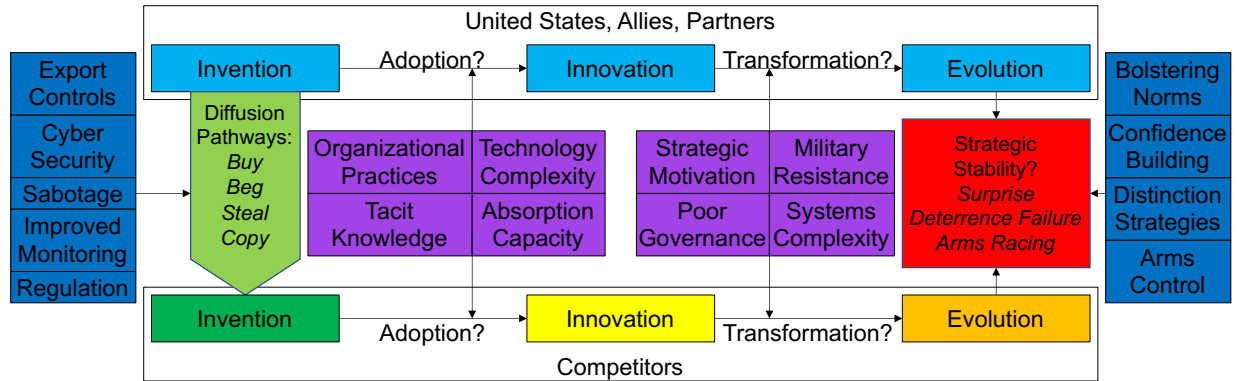 United States, Allies, Partners
Invention
Adoption?
Innovation
Transformation?
Evolution
Export
Controls
Cyber
Security
Sabotage
Improved
Monitoring
Regulation
Diffusion
Pathways:
Buy
Beg
Steal
Copy
Organizational
Practices
Technology
Complexity
Tacit
Knowledge
Absorption
Capacity
Strategic
Motivation
Military
Resistance
Poor
Governance
Systems
Complexity
Strategic
Stability?
Surprise
Deterrence Failure
Arms Racing
Bolstering
Norms
Confidence
Building
Distinction
Strategies
Arms
Control
Invention
Adoption?
Innovation
Transformation?
Evolution
Competitors